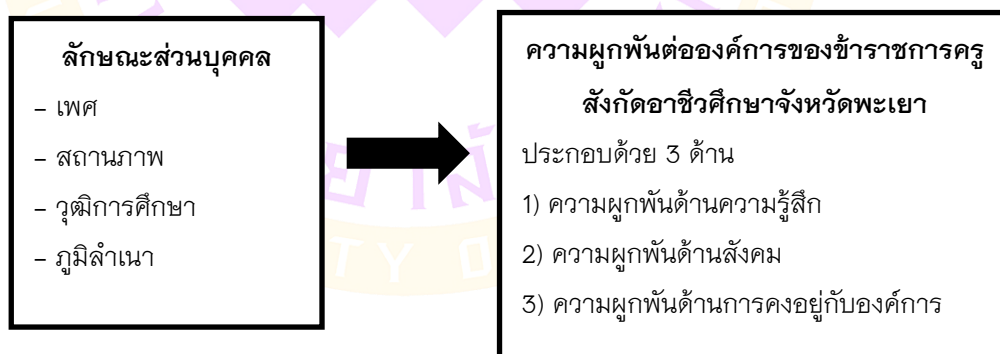 ลักษณะส่วนบุคคล
- เพศ
- สถานภาพ
- วุฒิการศึกษา
- ภูมิลำเนา
ความผูกพันต่อองค์การของข้าราชการครู
สังกัดอาชีวศึกษาจังหวัดพะเยา
ประกอบด้วย 3 ด้าน
1) ความผูกพันด้านความรู้สึก
2) ความผูกพันด้านสังคม
3) ความผูกพันด้านการคงอยู่กับองค์การ